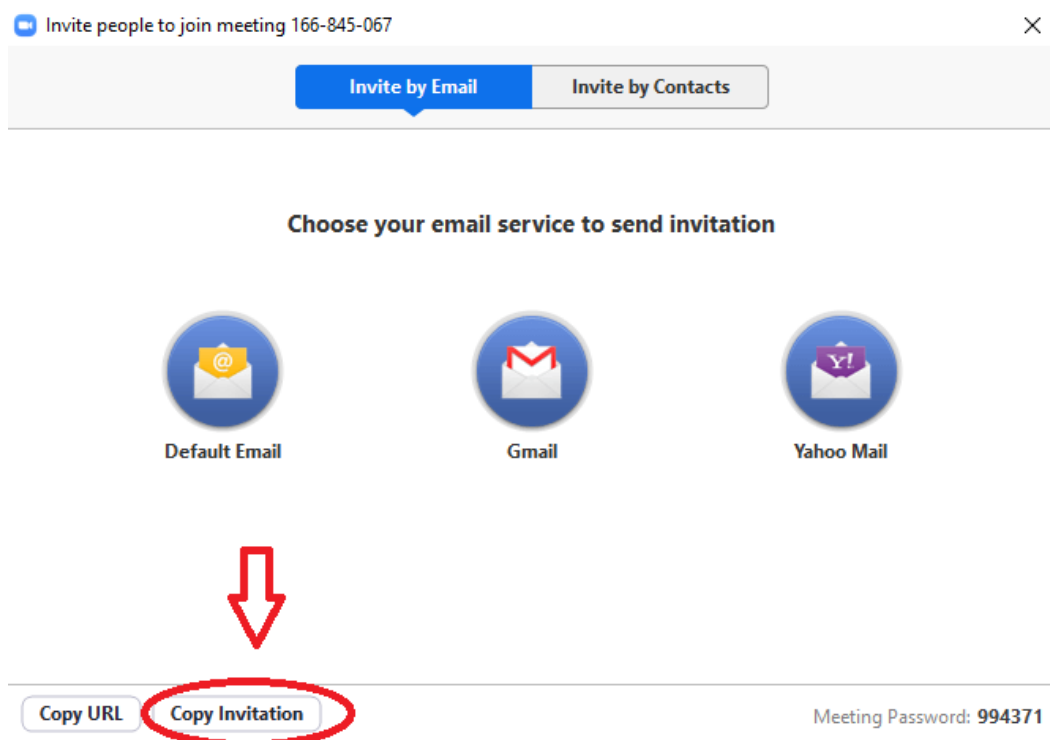 Invite people to join meeting 166-845-067
Invite by Email Invite by Contacts
Choose your email service to send invitation
@ Y!
Default Email Gmail Yahoo Mail
Copy URL Copy Invitation Meeting Password: 994371